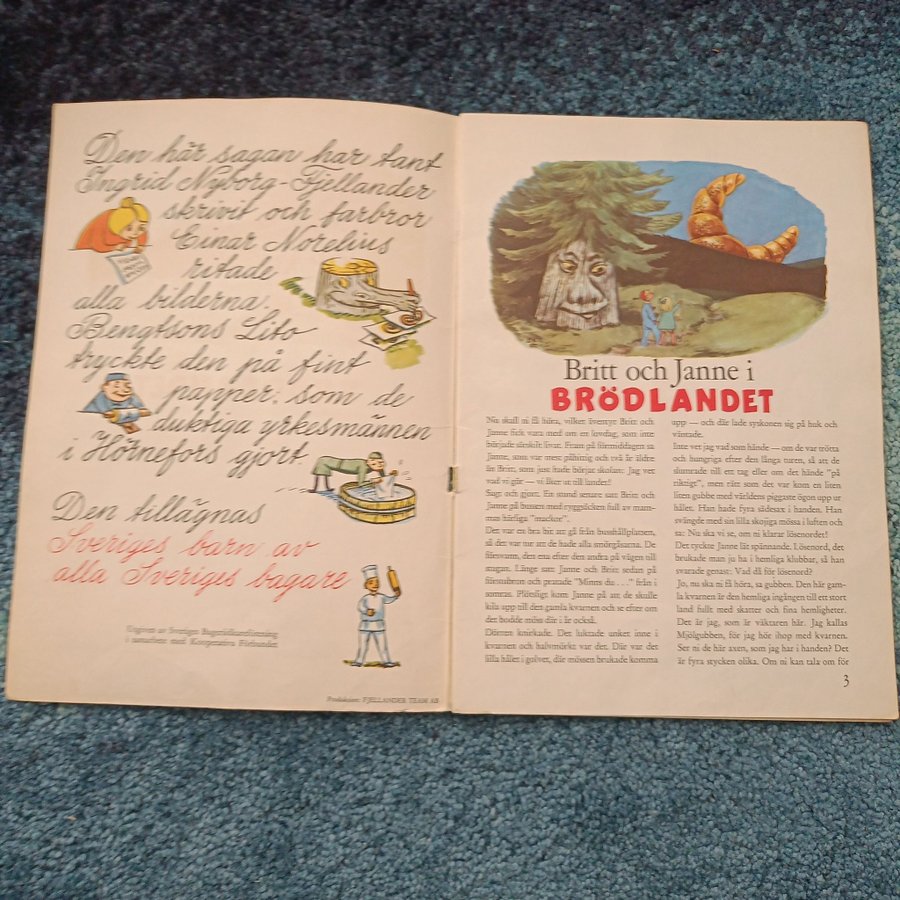 Den här sagan har tant
Ingrid Nyborg-Fjellander
skrivit och farbror
Einar Norelius
ritade
alla bilderna.
Bengtsons Lito
tryckte den på fint
papper, som de
duktiga yrkesmännen
i Hörnefors gjort
Den tillägnas
Sveriges barn av
alla Sveriges bagare
Utgiven av Sveriges Bageriidkareförening
i samarbete med Kooperativa Förbundet
Produktion: FJELLANDER TEAM AB
Britt och Janne i
BRÖDLANDET
Nu skall ni få höra, vilket äventyr Britt och
Janne fick vara med om en lovdag, som inte
började särskilt livat. Fram på förmiddagen sa
Janne, som var mest påhittig och två år äldre
än Britt, som just hade börjat skolan: Jag vet
vad vi gör — vi åker ut till landet!
Sagt och gjort. En stund senare satt Britt och
Janne på bussen med ryggsäcken full av mam-
mas härliga "mackor".
Det var en bra bit att gå från busshållplatsen,
så det var tur att de hade alla smörgåsarna. De
försvann, den ena efter den andra på vägen till
stugan. Länge satt Janne och Britt sedan på
förstubron och pratade "Minns du . . ." från i
somras. Plötsligt kom Janne på att de skulle
kila upp till den gamla kvarnen och se efter om
det bodde möss där i år också.
Dörren knirkade. Det luktade unket inne i
kvarnen och halvmörkt var det. Där var det
lilla hålet i golvet, där mössen brukade komma
upp — och där lade syskonen sig på huk och
väntade.
Inte vet jag vad som hände — om de var trötta
och hungriga efter den långa turen, så att de
slumrade till ett tag eller om det hände "på
riktigt", men rätt som det var kom en liten
liten gubbe med världens piggaste ögon upp ur
hålet. Han hade fyra sädesax i handen. Han
svängde med sin lilla skojiga mössa i luften och
sa: Nu ska vi se, om ni klarar lösenordet!
Det tyckte Janne lät spännande. Lösenord, det
brukade man ju ha i hemliga klubbar, så han
svarade genast: Vad då för lösenord?
Jo, nu ska ni få höra, sa gubben. Den här gam-
la kvarnen är den hemliga ingången till ett stort
land fullt med skatter och fina hemligheter.
Det är jag, som är väktaren här. Jag kallas
Mjölgubben, för jag hör ihop med kvarnen.
Ser ni de här axen, som jag har i handen? Det
är fyra stycken olika. Om ni kan tala om för
3